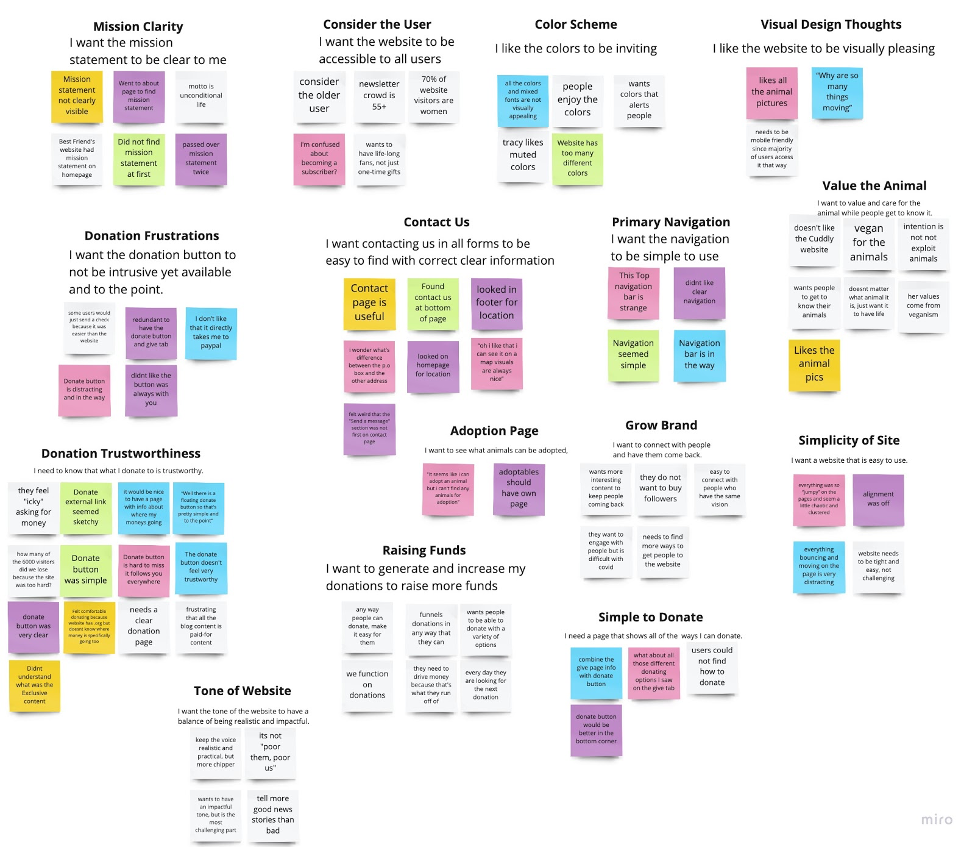 Mission Clarity
I want the mission
statement to be clear to me
Mission
statement
not clearly
visible
Went to about
page to find
mission
statement
motto is
unconditional
life
Best Friend's
website had
mission
statement on
homepage
Did not find
mission
statement
at first
passed over
mission
statement
twice
Consider the User
I want the website to be
accessible to all users
consider
the older
user
newsletter
crowd is
55+
70% of
website
visitors are
women
I'm confused
about
becoming a
subscriber?
wants to
have life-long
fans, not just
one-time gifts
Color Scheme
I like the colors to be inviting
all the colors
and mixed
fonts are not
visually
appealing
people
enjoy the
colors
wants
colors that
alerts
people
tracy likes
muted
colors
Website has
too many
different
colors
Visual Design Thoughts
I like the website to be visually pleasing
likes all
the animal
pictures
"Why are so
many
things
moving"
needs to be
mobile friendly
since majority
of users access
it that way
Value the Animal
I want to value and care for the
animal while people get to know it.
doesn't like
the Cuddly
website
vegan
for the
animals
intention is
not not
exploit
animals
wants people
to get to
know their
animals
doesnt matter
what animal it
is, just want it
to have life
her values
come from
veganism
Likes the
animal
pics
Donation Frustrations
I want the donation button to
not be intrusive yet available
and to the point.
some users would
just send a check
because it was
easier than the
website
redundant to
have the
donate button
and give tab
I don't like
that it directly
takes me to
paypal
Donate button
is distracting
and in the way
didnt like the
button was
always with
you
Contact Us
I want contacting us in all forms to be
easy to find with correct clear information
Contact
page is
useful
Found
contact us
at bottom
of page
looked in
footer for
location
I wonder what's
difference
between the p.o
box and the
other address
looked on
homepage
for location
"oh I like that I
can see it on a
map visuals
are always
nice"
felt weird that the
"Send a message"
section was not
first on contact
page
Primary Navigation
I want the navigation
to be simple to use
This Top
navigation
bar is
strange
didnt like
clear
navigation
Navigation
seemed
simple
Navigation
bar is in
the way
Adoption Page
I want to see what animals can be adopted,
"It seems like I can
adopt an animal
but I can't find any
animals for
adoption"
adoptables
should
have own
page
Grow Brand
I want to connect with people
and have them come back.
wants more
interesting
content to
keep people
coming back
they do not
want to buy
followers
easy to
connect with
people who
have the same
vision
they want to
engage with
people but is
difficult with
covid
needs to find
more ways to
get people to
the website
Simplicity of Site
I want a website that is easy to use.
everything was so
"jumpy" on the
pages and seem a
little chaotic and
clustered
alignment
was off
everything
bouncing and
moving on the
page is very
distracting
website needs
to be tight and
easy, not
challenging
Donation Trustworthiness
I need to know that what I donate to is trustworthy.
they feel
"icky"
asking for
money
Donate
external link
seemed
sketchy
it would be nice
to have a page
with info about
where my
moneys going
"Well there is a
floating donate
button so that's
pretty simple and
to the point"
how many of
the 6000 visitors
did we lose
because the site
was too hard?
Donate
button
was simple
Donate button
is hard to miss
it follows you
everywhere
The donate
button doesn't
feel very
trustworthy
donate
button was
very clear
Felt comfortable
donating because
website has .org but
doesnt know where
money is specifically
going too
needs a
clear
donation
page
frustrating
that all the
blog content is
paid-for
content
Didnt
understand
what was the
Exclusive
content
Raising Funds
I want to generate and increase my
donations to raise more funds
any way
people can
donate, make
it easy for
them
funnels
donations in
any way that
they can
wants people
to be able to
donate with a
variety of
options
we function
on
donations
they need to
drive money
because that's
what they run
off of
every day they
are looking for
the next
donation
Simple to Donate
I need a page that shows all of the ways I can donate.
combine the
give page info
with donate
button
what about all
those different
donating
options I saw
on the give tab
users could
not find
how to
donate
donate button
would be
better in the
bottom corner
Tone of Website
I want the tone of the website to have a
balance of being realistic and impactful.
keep the voice
realistic and
practical, but
more chipper
its not
"poor
them, poor
us"
wants to have
an impactful
tone, but is the
most
challenging part
tell more
good news
stories than
bad
miro